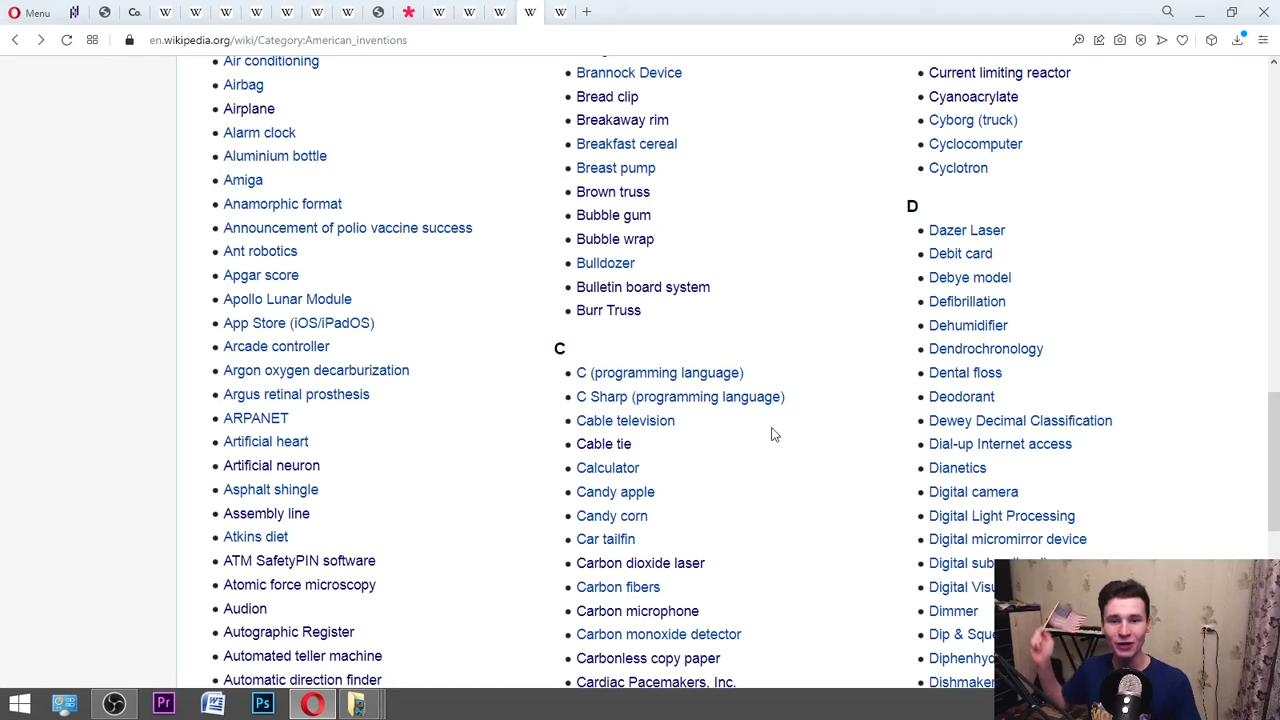 Menu
Co.
en.wikipedia.org/wiki/Category:American_inventions
Air conditioning
Airbag
Airplane
Alarm clock
Aluminium bottle
Amiga
Anamorphic format
Announcement of polio vaccine success
Ant robotics
Apgar score
Apollo Lunar Module
App Store (iOS/iPadOS)
Arcade controller
Argon oxygen decarburization
Argus retinal prosthesis
ARPANET
Artificial heart
Artificial neuron
Asphalt shingle
Assembly line
Atkins diet
ATM SafetyPIN software
Atomic force microscopy
Audion
Autographic Register
Automated teller machine
Automatic direction finder
Brannock Device
Bread clip
Breakaway rim
Breakfast cereal
Breast pump
Brown truss
Bubble gum
Bubble wrap
Bulldozer
Bulletin board system
Burr Truss
C
C (programming language)
C Sharp (programming language)
Cable television
Cable tie
Calculator
Candy apple
Candy corn
Car tailfin
Carbon dioxide laser
Carbon fibers
Carbon microphone
Carbon monoxide detector
Carbonless copy paper
Cardiac Pacemakers, Inc.
Current limiting reactor
Cyanoacrylate
Cyborg (truck)
Cyclocomputer
Cyclotron
D
Dazer Laser
Debit card
Debye model
Defibrillation
Dehumidifier
Dendrochronology
Dental floss
Deodorant
Dewey Decimal Classification
Dial-up Internet access
Dianetics
Digital camera
Digital Light Processing
Digital micromirror device
Digital
Digital
Dimmer
Dip &